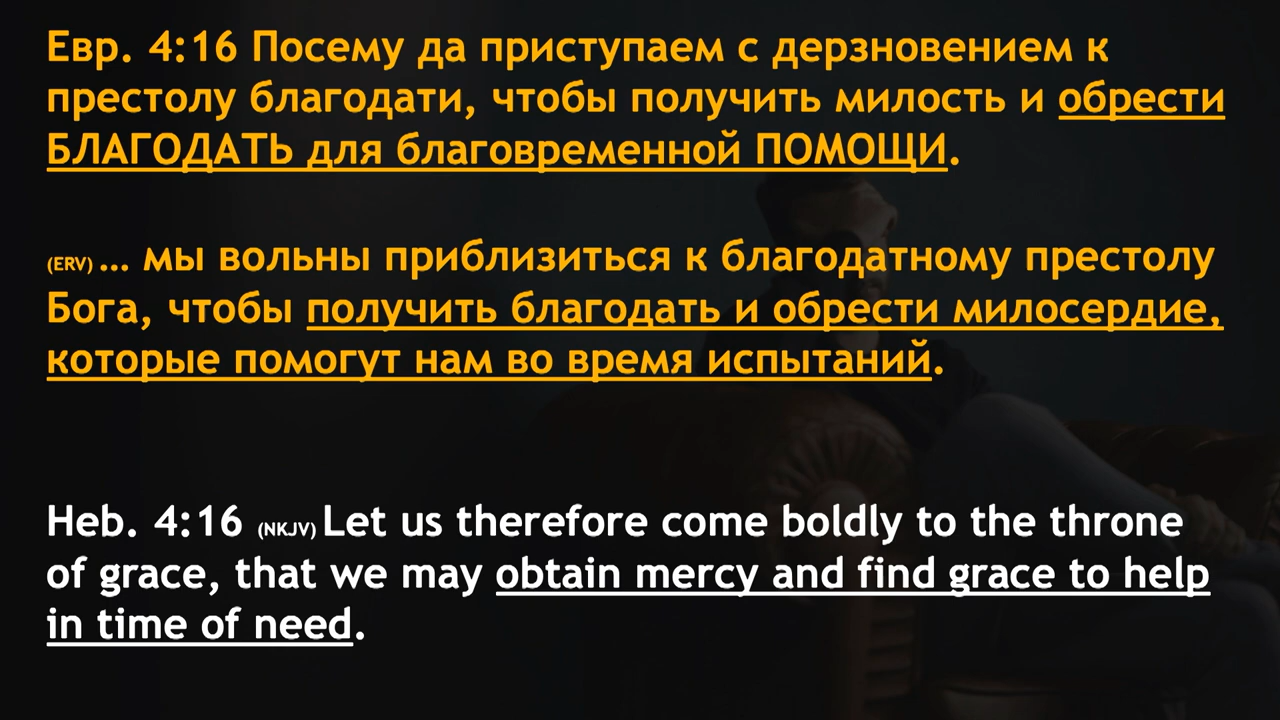 Евр. 4:16 Посему да приступаем с дерзновением к
престолу благодати, чтобы получить милость и обрести
БЛАГОДАТЬ для благовременной ПОМОЩИ.
(ERV) ... мы вольны приблизиться к благодатному престолу
Бога, чтобы получить благодать и обрести милосердие,
которые помогут нам во время испытаний.
Heb. 4:16 (NKJV) Let us therefore come boldly to the throne
of grace, that we may obtain mercy and find grace to help
in time of need.